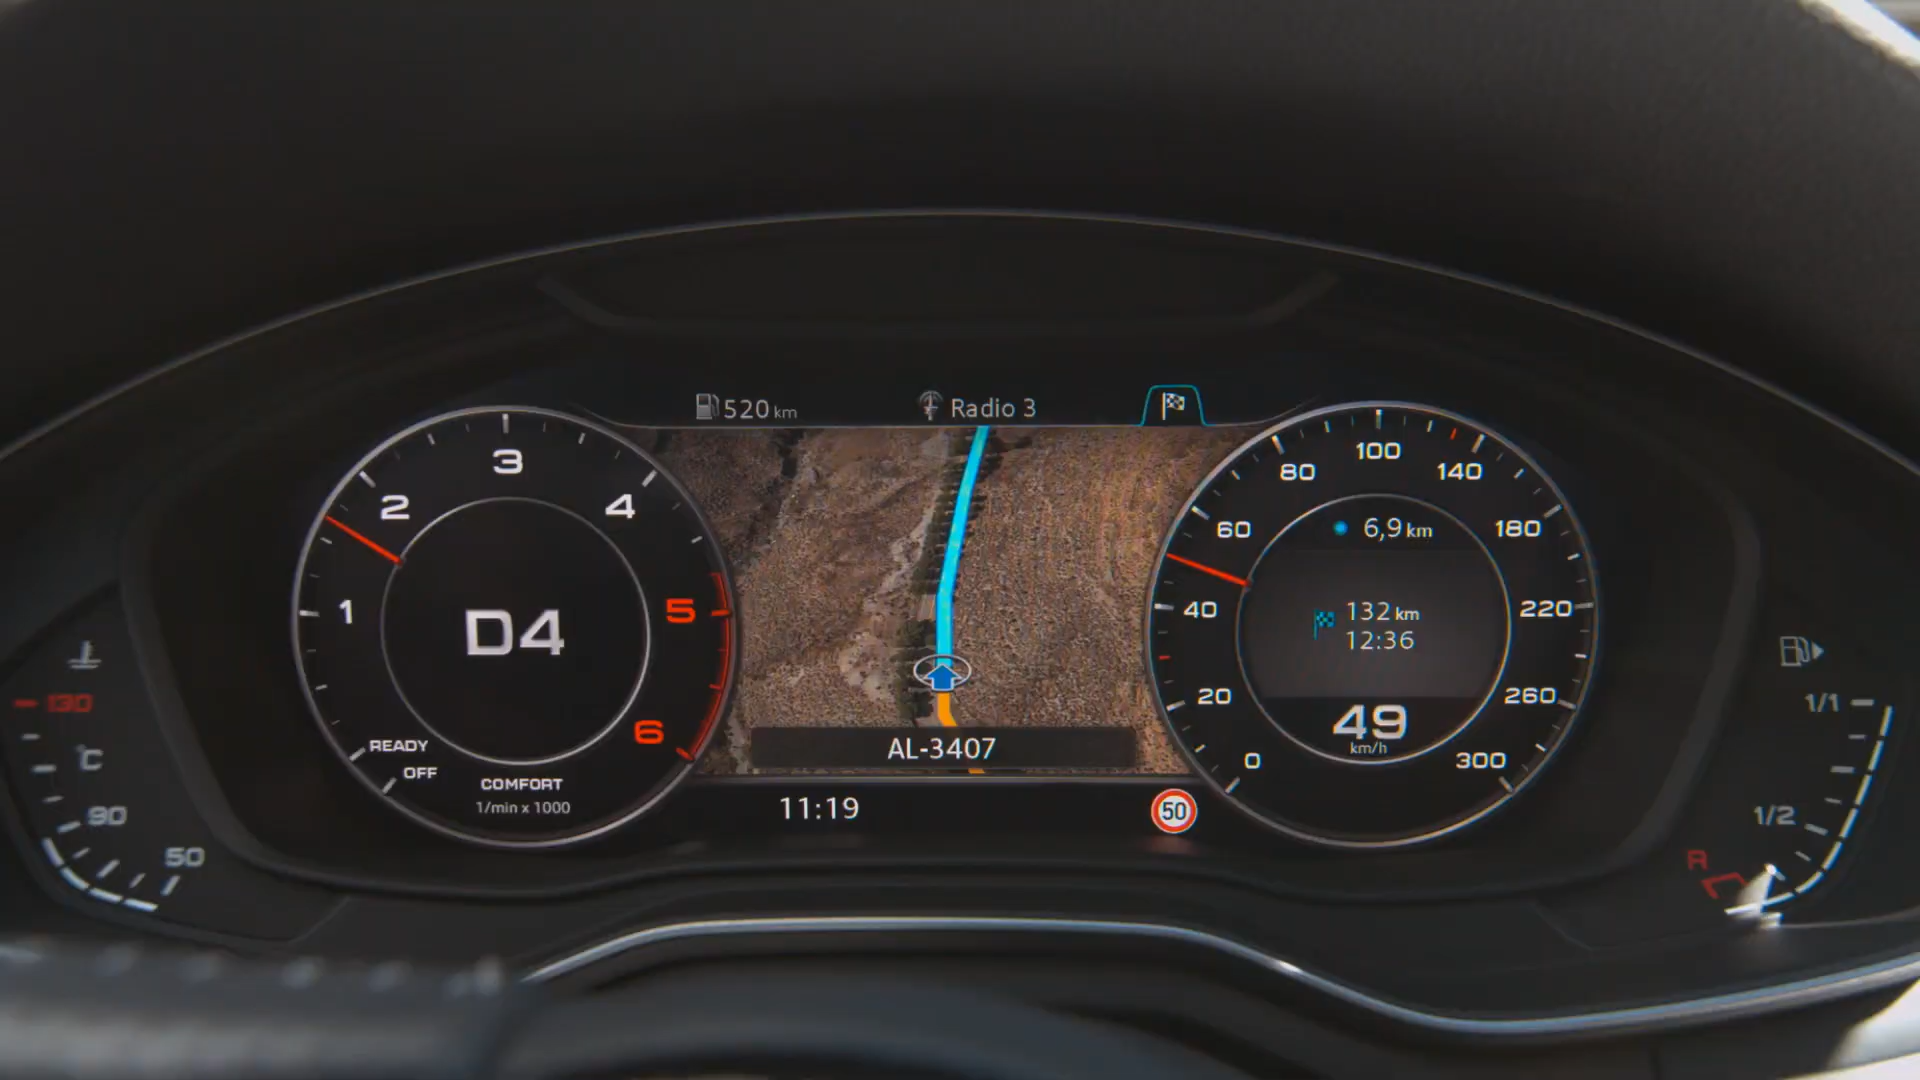 520 km
Radio 3
1
2
3
4
5
6
D4
READY
OFF
COMFORT
1/min x 1000
AL-3407
11:19
50
0
20
40
60
80
100
140
180
220
260
300
6,9 km
132 km
12:36
49
km/h
130
°C
90
50
1/1
1/2
R